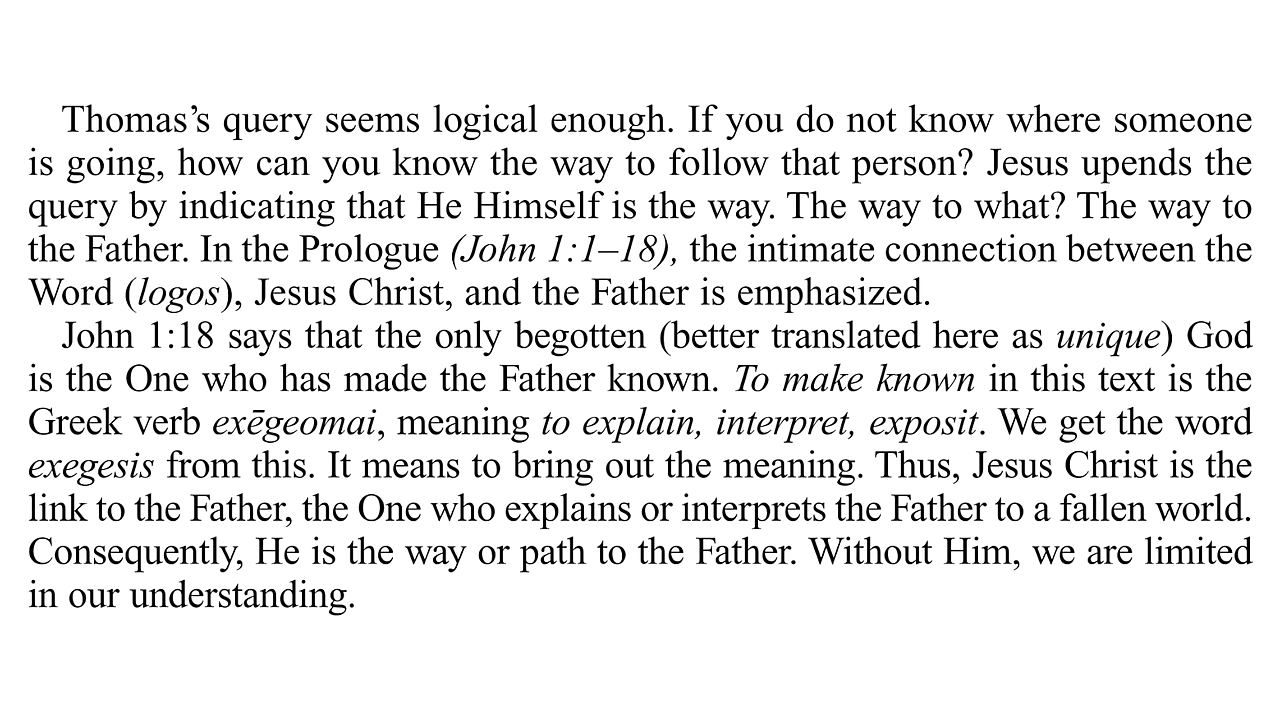 Thomas’s query seems logical enough. If you do not know where someone
is going, how can you know the way to follow that person? Jesus upends the
query by indicating that He Himself is the way. The way to what? The way to
the Father. In the Prologue (John 1:1–18), the intimate connection between the
Word (logos), Jesus Christ, and the Father is emphasized.
John 1:18 says that the only begotten (better translated here as unique) God
is the One who has made the Father known. To make known in this text is the
Greek verb exēgeomai, meaning to explain, interpret, exposit. We get the word
exegesis from this. It means to bring out the meaning. Thus, Jesus Christ is the
link to the Father, the One who explains or interprets the Father to a fallen world.
Consequently, He is the way or path to the Father. Without Him, we are limited
in our understanding.